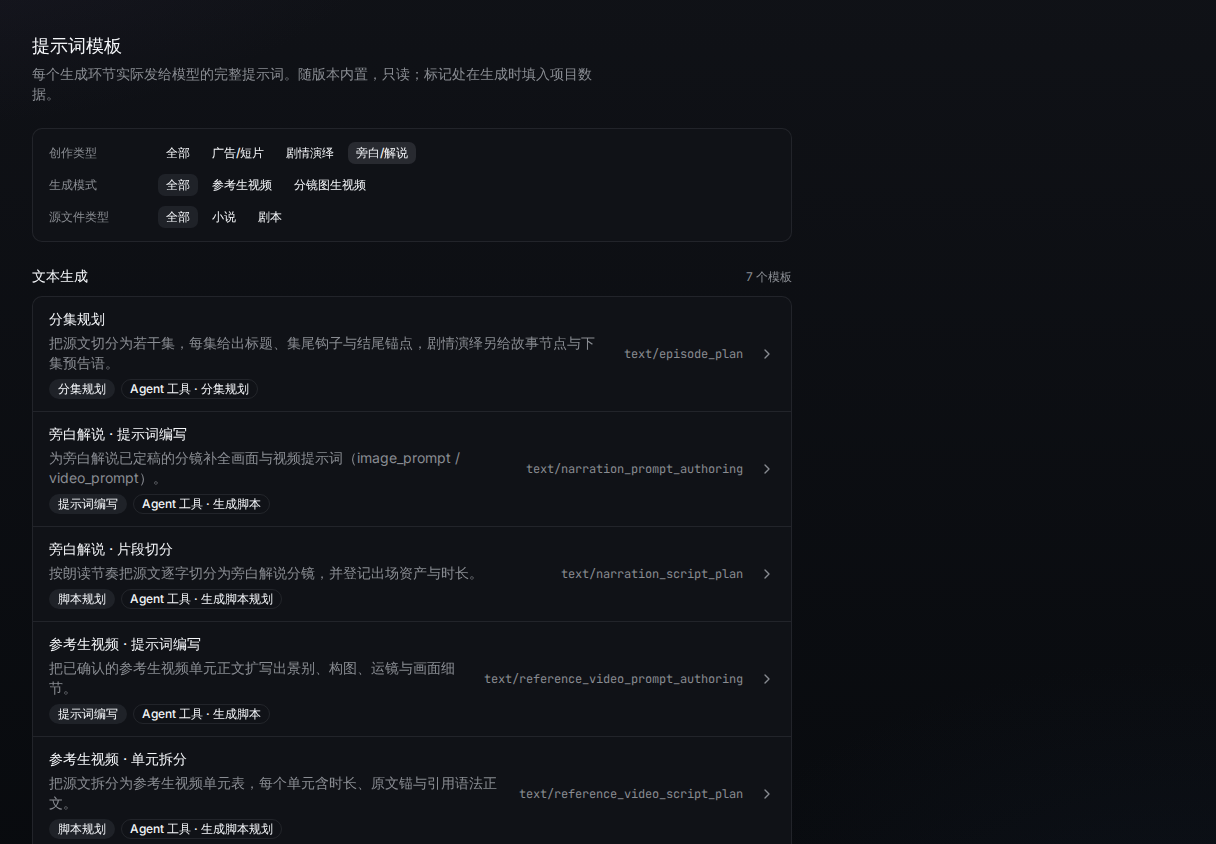 提示词模板
每个生成环节实际发给模型的完整提示词。随版本内置，只读；标记处在生成时填入项目数
据。
创作类型 全部 广告/短片 剧情演绎 旁白/解说
生成模式 全部 参考生视频 分镜图生视频
源文件类型 全部 小说 剧本
文本生成 7 个模板
分集规划
把源文切分为若干集，每集给出标题、集尾钩子与结尾锚点，剧情演绎另给故事节点与下
集预告语。
text/episode_plan
分集规划 Agent 工具 · 分集规划
旁白解说 · 提示词编写
为旁白解说已定稿的分镜补全画面与视频提示词（image_prompt /
video_prompt）。
text/narration_prompt_authoring
提示词编写 Agent 工具 · 生成脚本
旁白解说 · 片段切分
按朗读节奏把源文逐字切分为旁白解说分镜，并登记出场资产与时长。
text/narration_script_plan
脚本规划 Agent 工具 · 生成脚本规划
参考生视频 · 提示词编写
把已确认的参考生视频单元正文扩写出景别、构图、运镜与画面细
节。
text/reference_video_prompt_authoring
提示词编写 Agent 工具 · 生成脚本
参考生视频 · 单元拆分
把源文拆分为参考生视频单元表，每个单元含时长、原文锚与引用语法正
文。
text/reference_video_script_plan
脚本规划 Agent 工具 · 生成脚本规划